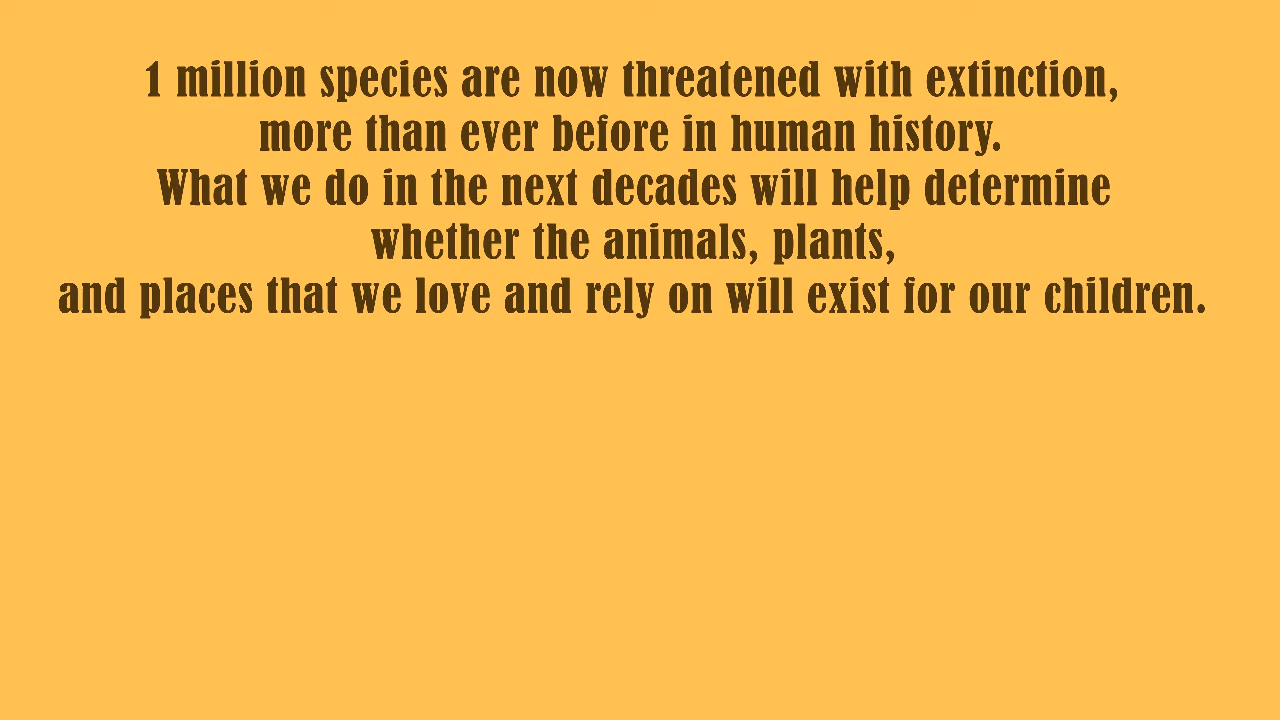 1 million species are now threatened with extinction,
more than ever before in human history.
What we do in the next decades will help determine
whether the animals, plants,
and places that we love and rely on will exist for our children.